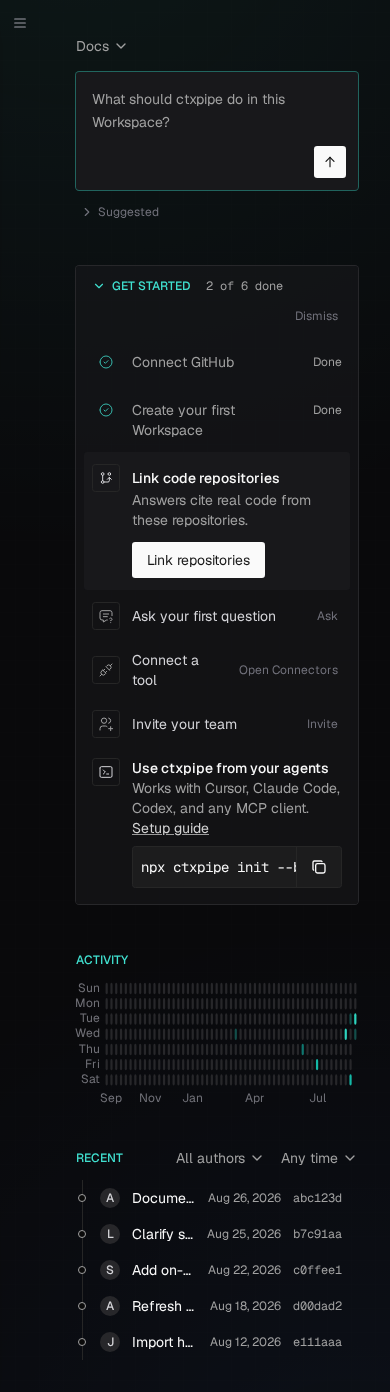 Docs
What should ctxpipe do in this
Workspace?
Suggested
GET STARTED 2 of 6 done
Dismiss
Connect GitHub Done
Create your first Done
Workspace
Link code repositories
Answers cite real code from
these repositories.
Link repositories
Ask your first question Ask
Connect a Open Connectors
tool
Invite your team Invite
Use ctxpipe from your agents
Works with Cursor, Claude Code,
Codex, and any MCP client.
Setup guide
npx ctxpipe init --b
ACTIVITY
Sun
Mon
Tue
Wed
Thu
Fri
Sat
Sep Nov Jan Apr Jul
RECENT All authors Any time
A Docume... Aug 26, 2026 abc123d
L Clarify s... Aug 25, 2026 b7c91aa
S Add on-... Aug 22, 2026 c0ffee1
A Refresh ... Aug 18, 2026 d00dad2
J Import h... Aug 12, 2026 e111aaa